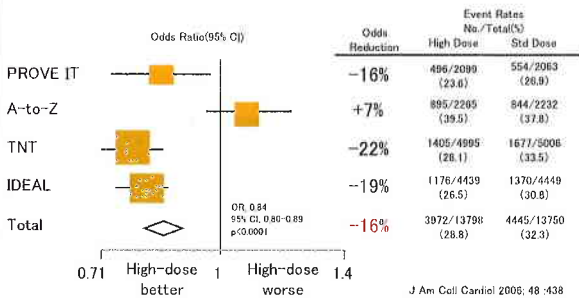 Event Rates
No./Total(%)
Odds Ratio(95% CI)
Odds
Reduction
High Dose
Std Dose
PROVE IT
−16%
496/2099
(23.6)
554/2063
(26.9)
A-to-Z
+7%
895/2265
(39.5)
844/2232
(37.8)
TNT
−22%
1405/4995
(28.1)
1677/5006
(33.5)
IDEAL
−19%
1176/4439
(26.5)
1370/4449
(30.8)
Total
OR, 0.84
95% CI, 0.80-0.89
p<0.0001
−16%
3972/13798
(28.8)
4445/13750
(32.3)
0.71
High-dose
better
1
High-dose
worse
1.4
J Am Coll Cardiol 2006; 48 :438